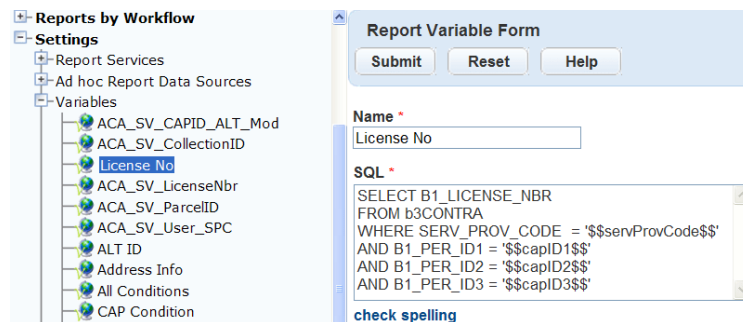 Reports by Workflow
Settings
Report Services
Ad hoc Report Data Sources
Variables
ACA_SV_CAPID_ALT_Mod
ACA_SV_CollectionID
License No
ACA_SV_LicenseNbr
ACA_SV_ParcelID
ACA_SV_User_SPC
ALT ID
Address Info
All Conditions
CAP Condition
Report Variable Form
Submit Reset Help
Name *
License No
SQL *
SELECT B1_LICENSE_NBR
FROM b3CONTRA
WHERE SERV_PROV_CODE = '$$servProvCode$$'
AND B1_PER_ID1 = '$$capID1$$'
AND B1_PER_ID2 = '$$capID2$$'
AND B1_PER_ID3 = '$$capID3$$'
check spelling